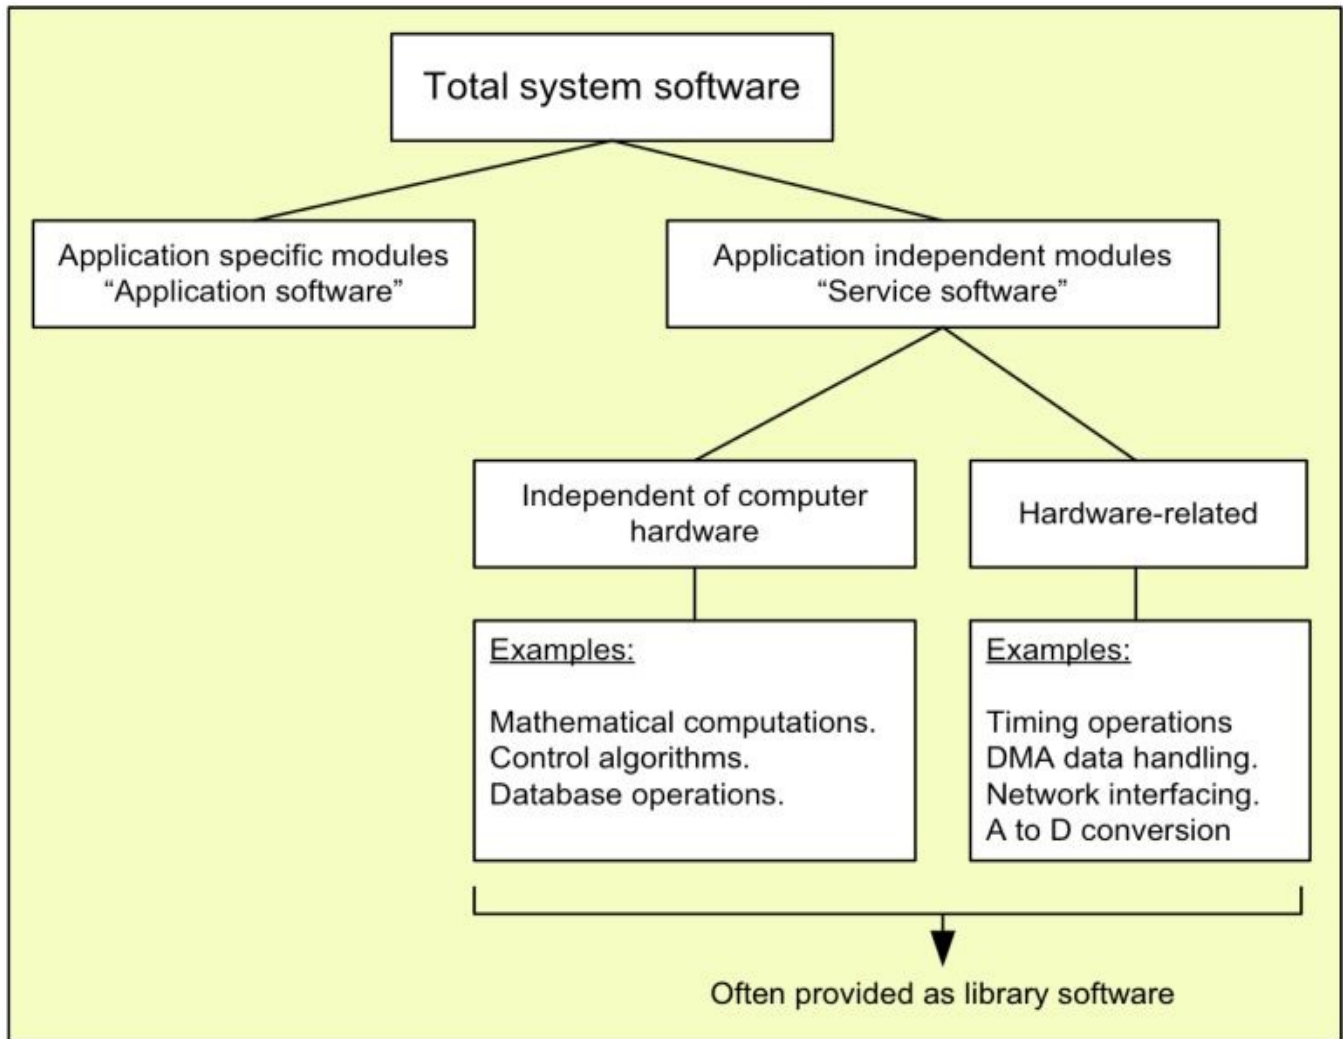 Total system software
Application specific modules
“Application software”
Application independent modules
“Service software”
Independent of computer
hardware
Hardware-related
Examples:
Mathematical computations.
Control algorithms.
Database operations.
Examples:
Timing operations
DMA data handling.
Network interfacing.
A to D conversion
Often provided as library software